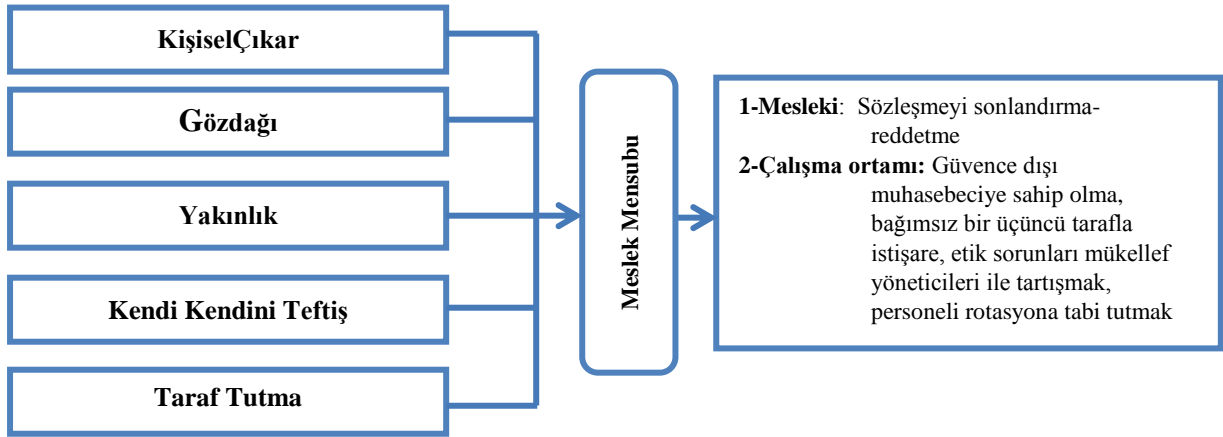 KişiselÇıkar
Gözdağı
Yakınlık
Kendi Kendini Teftiş
Taraf Tutma
Meslek Mensubu
1-Mesleki: Sözleşmeyi sonlandırma-
reddetme
2-Çalışma ortamı: Güvence dışı
muhasebeciye sahip olma,
bağımsız bir üçüncü tarafla
istişare, etik sorunları mükellef
yöneticileri ile tartışmak,
personeli rotasyona tabi tutmak